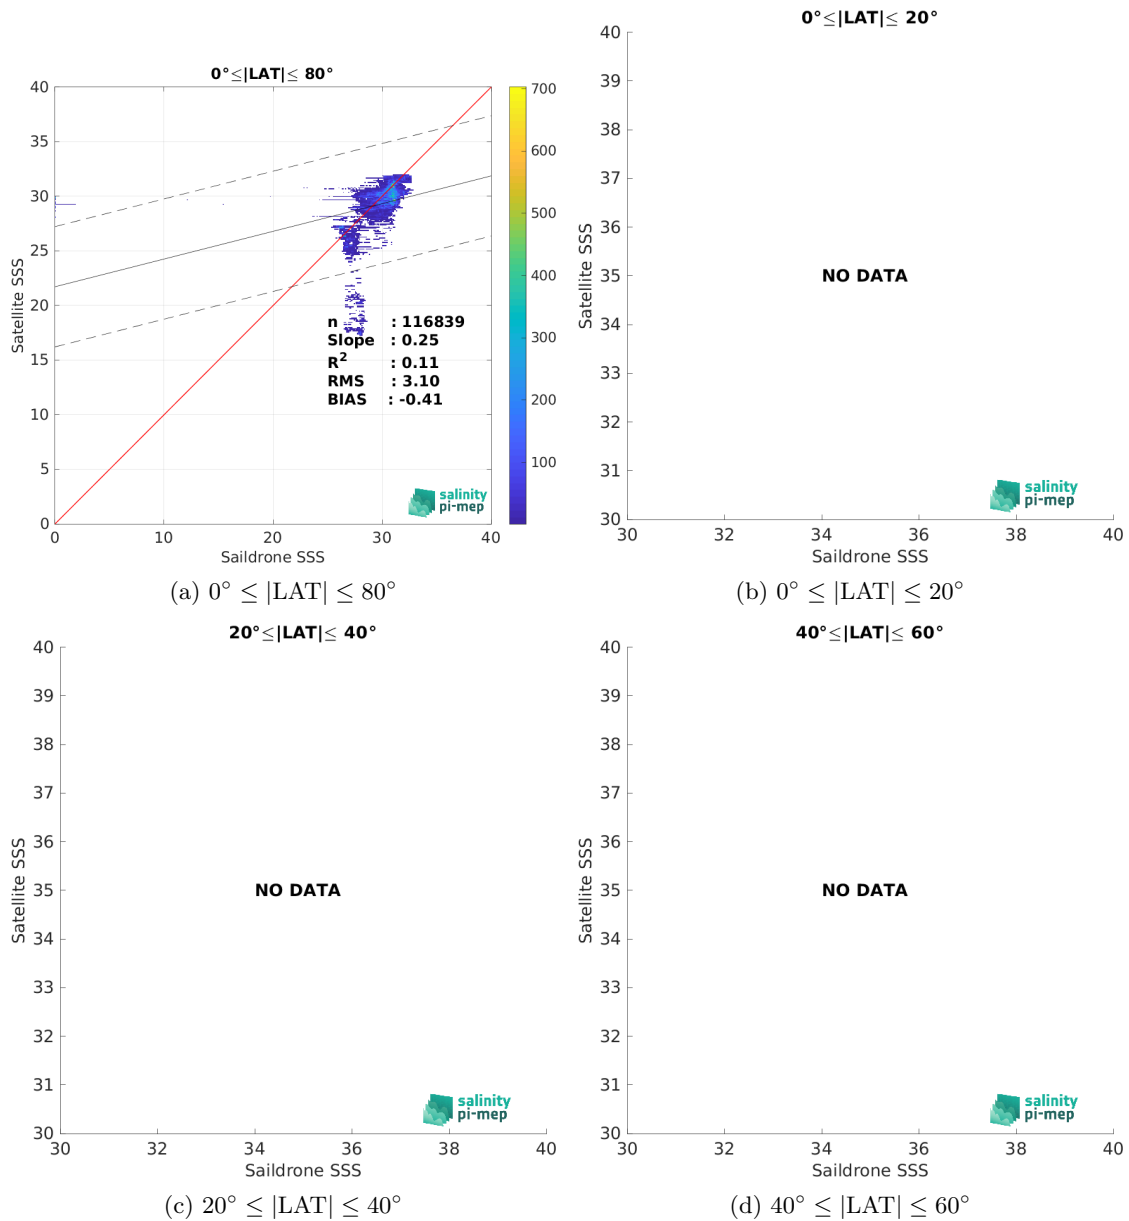 0°≤|LAT|≤ 80°
40
35
30
25
20
15
10
5
0
Satellite SSS
0
10
20
30
40
Saildrone SSS
700
600
500
400
300
200
100
n : 116839
Slope : 0.25
R2 : 0.11
RMS : 3.10
BIAS : -0.41
salinity
pi-mep
(a) 0° ≤ |LAT| ≤ 80°
0°≤|LAT|≤ 20°
40
39
38
37
36
35
34
33
32
31
30
Satellite SSS
NO DATA
30
32
34
36
38
40
Saildrone SSS
salinity
pi-mep
(b) 0° ≤ |LAT| ≤ 20°
20°≤|LAT|≤ 40°
40
39
38
37
36
35
34
33
32
31
30
Satellite SSS
NO DATA
30
32
34
36
38
40
Saildrone SSS
salinity
pi-mep
(c) 20° ≤ |LAT| ≤ 40°
40°≤|LAT|≤ 60°
40
39
38
37
36
35
34
33
32
31
30
Satellite SSS
NO DATA
30
32
34
36
38
40
Saildrone SSS
salinity
pi-mep
(d) 40° ≤ |LAT| ≤ 60°